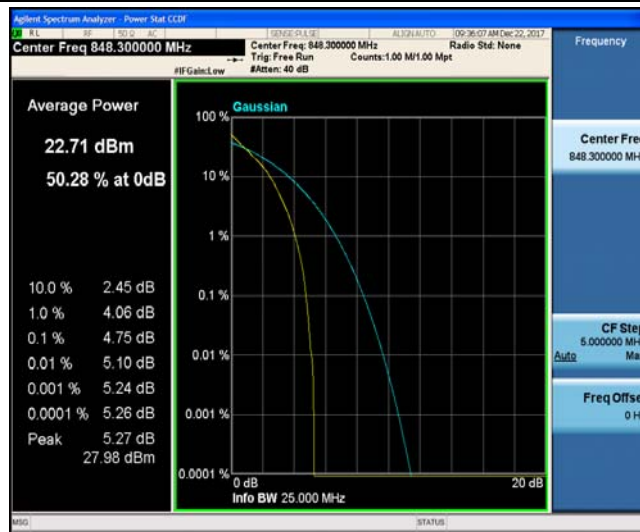 Agilent Spectrum Analyzer - Power Stat CCDF
RL RF 50 Ω AC SENSE:PULSE ALIGN AUTO 09:36:07 AM Dec 22, 2017
Center Freq 848.300000 MHz
Center Freq: 848.300000 MHz Radio Std: None
Trig: Free Run Counts:1.00 M/1.00 Mpt
#IFGain:Low #Atten: 40 dB
Frequency
Average Power
22.71 dBm
50.28 % at 0dB
10.0 % 2.45 dB
1.0 % 4.06 dB
0.1 % 4.75 dB
0.01 % 5.10 dB
0.001 % 5.24 dB
0.0001 % 5.26 dB
Peak 5.27 dB
27.98 dBm
Gaussian
100 %
10 %
1 %
0.1 %
0.01 %
0.001 %
0.0001 %
0 dB 20 dB
Info BW 25.000 MHz
Center Fre
848.300000 MH
CF Step
5.000000 MH
Auto Ma
Freq Offse
0 H
MSG STATUS